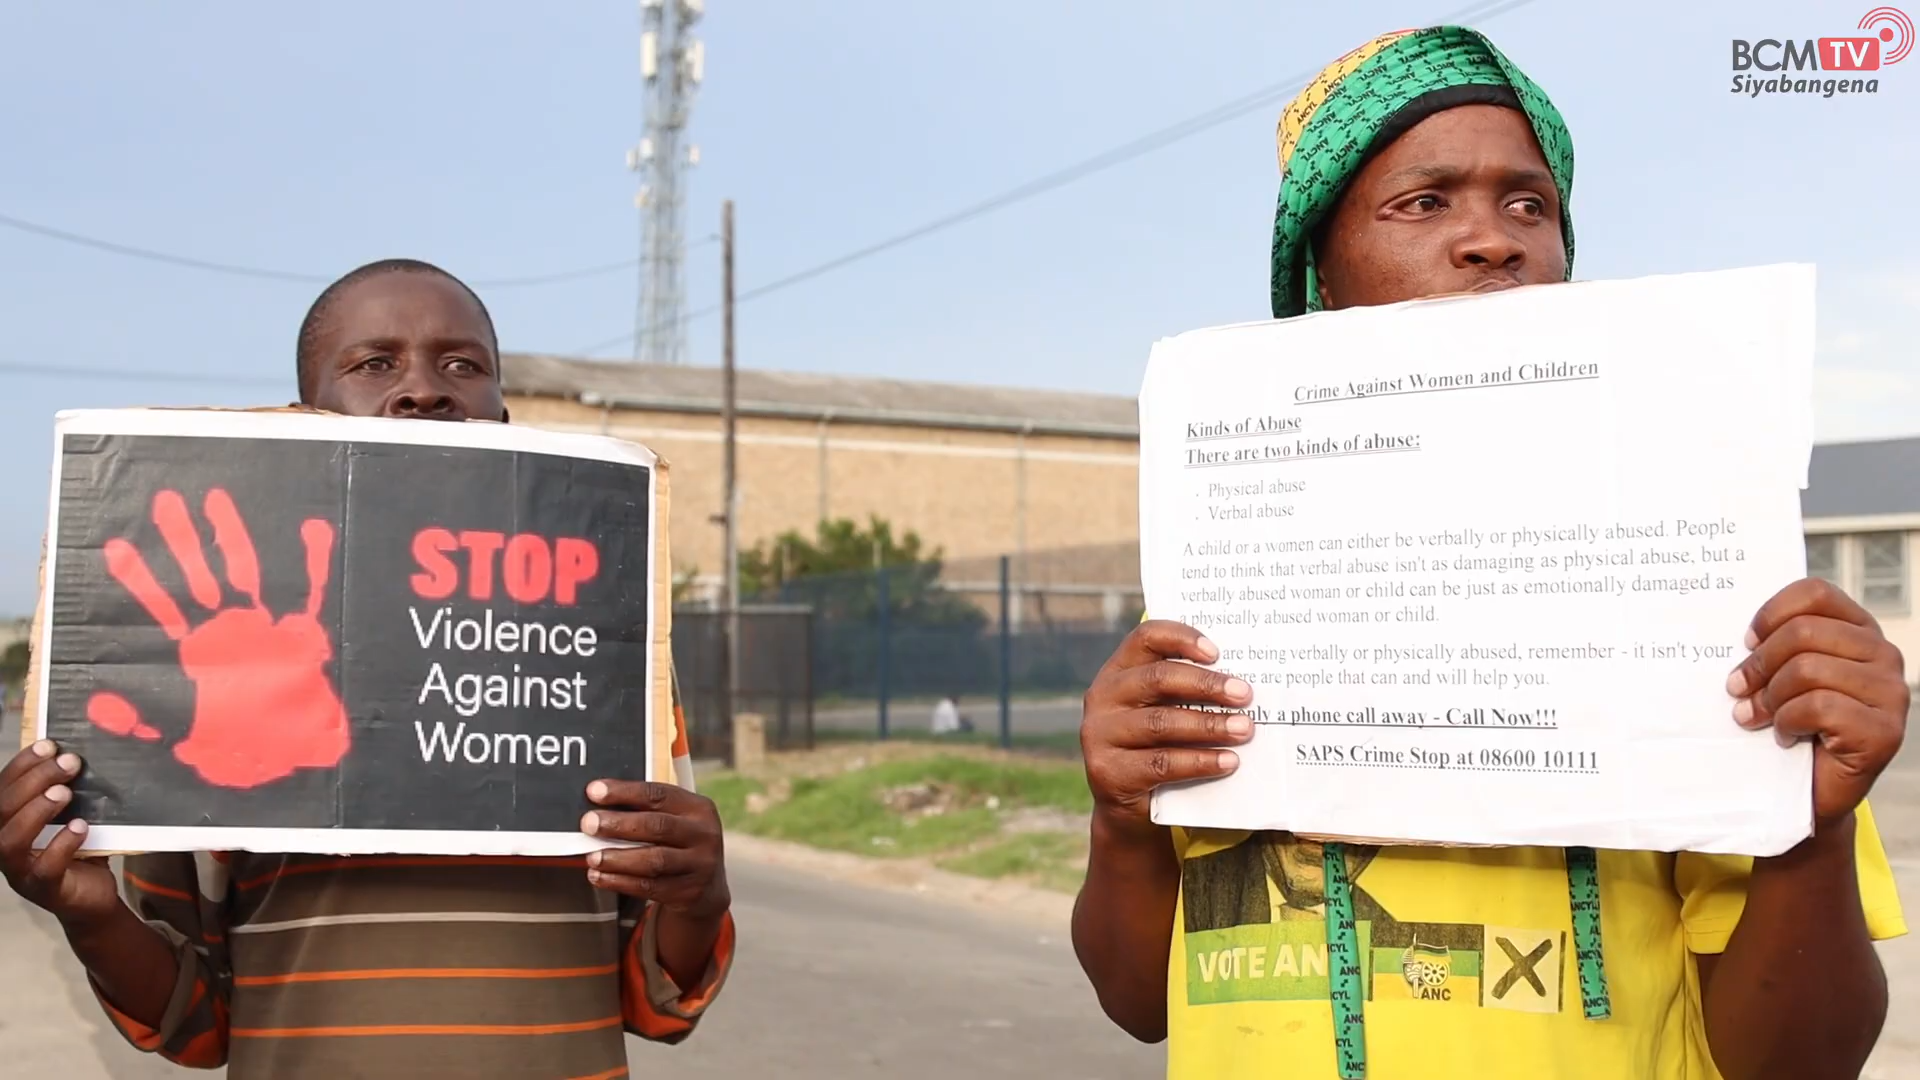 BCM TV
Siyabangena
STOP
Violence
Against
Women
Crime Against Women and Children
Kinds of Abuse
There are two kinds of abuse:
. Physical abuse
. Verbal abuse
A child or a women can either be verbally or physically abused. People
tend to think that verbal abuse isn't as damaging as physical abuse, but a
verbally abused woman or child can be just as emotionally damaged as
a physically abused woman or child.
are being verbally or physically abused, remember - it isn't your
There are people that can and will help you.
only a phone call away - Call Now!!!
SAPS Crime Stop at 08600 10111
VOTE AN
ANC
ANCYL